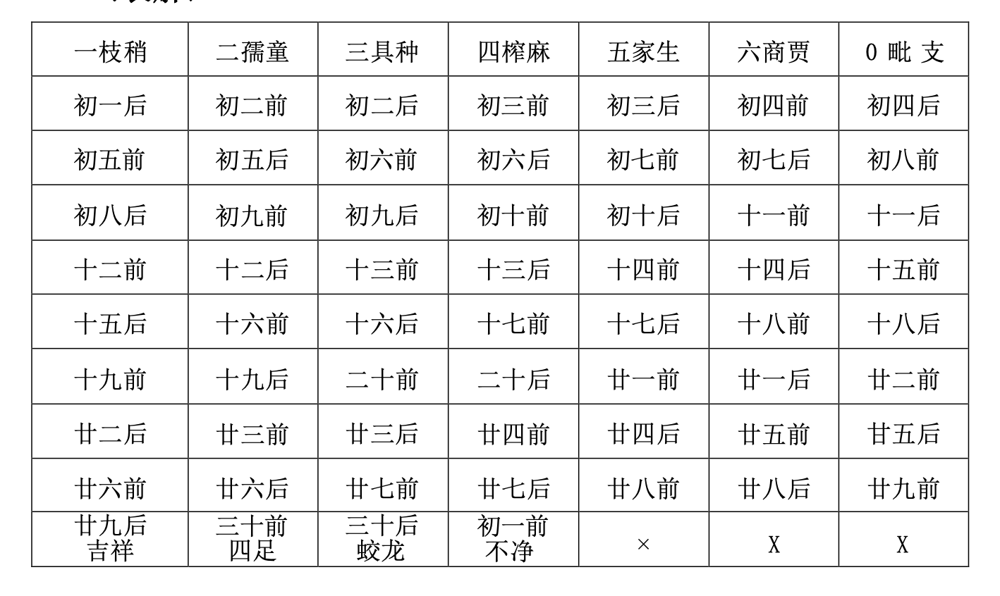 一枝稍 二孺童 三具种 四榨麻 五家生 六商贾 0 毗 支
初一后 初二前 初二后 初三前 初三后 初四前 初四后
初五前 初五后 初六前 初六后 初七前 初七后 初八前
初八后 初九前 初九后 初十前 初十后 十一前 十一后
十二前 十二后 十三前 十三后 十四前 十四后 十五前
十五后 十六前 十六后 十七前 十七后 十八前 十八后
十九前 十九后 二十前 二十后 廿一前 廿一后 廿二前
廿二后 廿三前 廿三后 廿四前 廿四后 廿五前 甘五后
廿六前 廿六后 廿七前 廿七后 廿八前 廿八后 廿九前
廿九后 三十前 三十后 初一前
吉祥 四足 蛟龙 不净 × X X